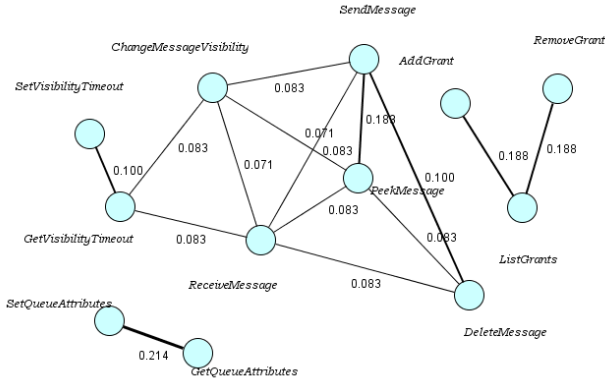 SendMessage
RemoveGrant
ChangeMessageVisibility
AddGrant
SetVisibilityTimeout
0.083
0.183
0.071
0.083
0.083
0.188
0.188
0.071
0.100
0.100
PeekMessage
0.083
GetVisibilityTimeout
0.083
0.083
ListGrants
ReceiveMessage
0.083
SetQueueAttributes
DeleteMessage
0.214
GetQueueAttributes